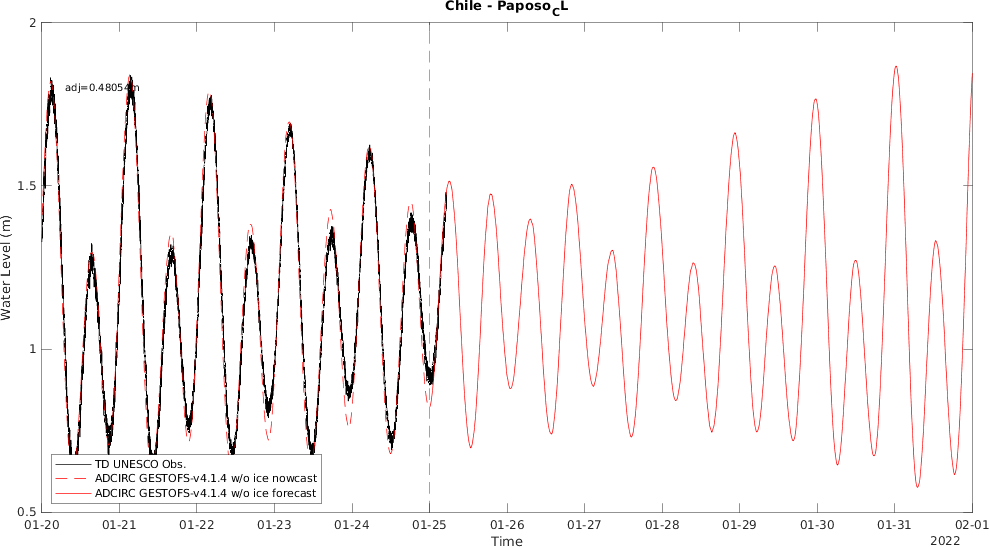 Chile - Paposo_CL
2
1.5
1
0.5
Water Level (m)
adj=0.48054m
TD UNESCO Obs.
ADCIRC GESTOFS-v4.1.4 w/o ice nowcast
ADCIRC GESTOFS-v4.1.4 w/o ice forecast
01-20 01-21 01-22 01-23 01-24 01-25 01-26 01-27 01-28 01-29 01-30 01-31 02-01
Time
2022